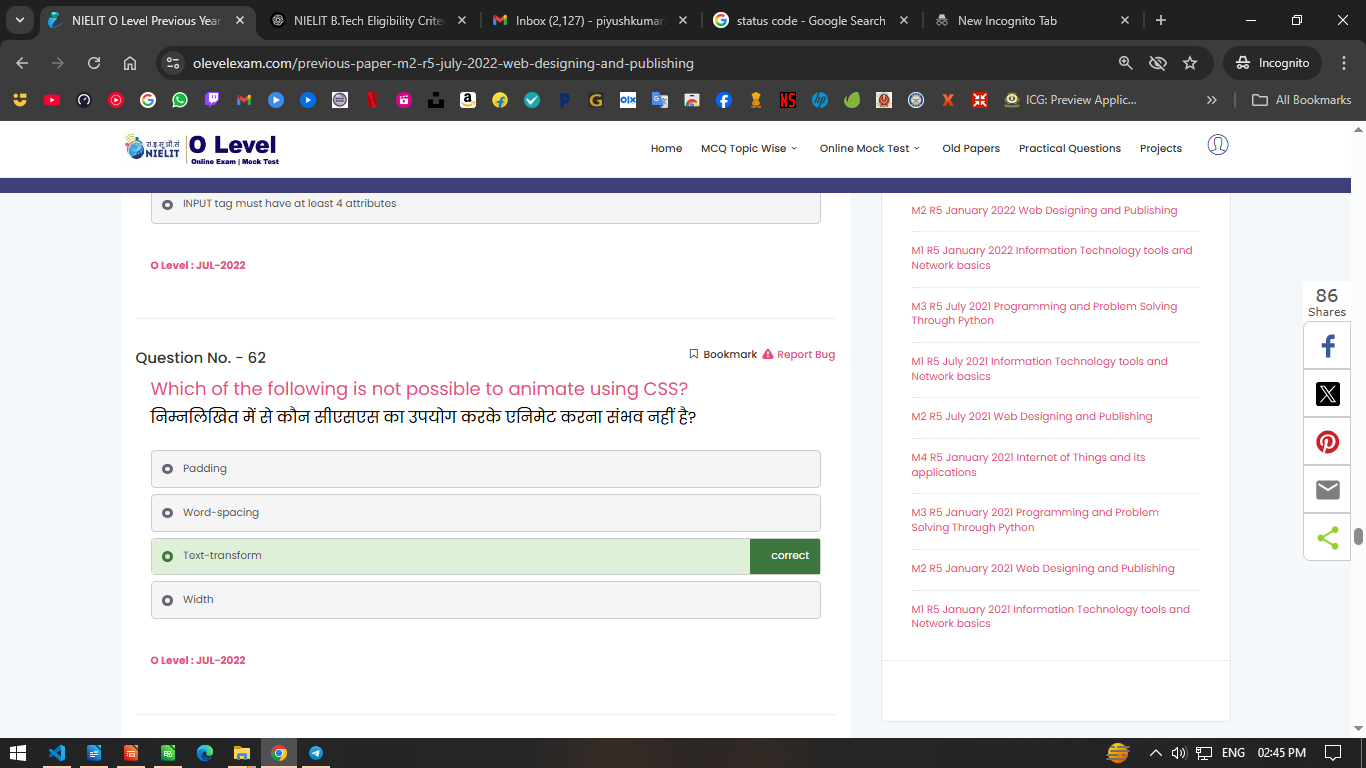 NIELIT O Level Previous Year
NIELIT B.Tech Eligibility Criter
Inbox (2,127) - piyushkumar
status code - Google Search
New Incognito Tab
olevelexam.com/previous-paper-m2-r5-july-2022-web-designing-and-publishing
Incognito
ICG: Preview Applic...
All Bookmarks
रा.इ.सू.प्रौ.सं
NIELIT
O Level
Online Exam | Mock Test
Home
MCQ Topic Wise
Online Mock Test
Old Papers
Practical Questions
Projects
INPUT tag must have at least 4 attributes
O Level : JUL-2022
Question No. - 62
Bookmark
Report Bug
Which of the following is not possible to animate using CSS?
निम्नलिखित में से कौन सीएसएस का उपयोग करके एनिमेट करना संभव नहीं है?
Padding
Word-spacing
Text-transform
correct
Width
O Level : JUL-2022
M2 R5 January 2022 Web Designing and Publishing
M1 R5 January 2022 Information Technology tools and
Network basics
M3 R5 July 2021 Programming and Problem Solving
Through Python
M1 R5 July 2021 Information Technology tools and
Network basics
M2 R5 July 2021 Web Designing and Publishing
M4 R5 January 2021 Internet of Things and its
applications
M3 R5 January 2021 Programming and Problem
Solving Through Python
M2 R5 January 2021 Web Designing and Publishing
M1 R5 January 2021 Information Technology tools and
Network basics
86
Shares
ENG
02:45 PM